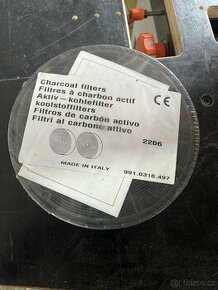 Charcoal filters
Filtres à charbon actif
Aktiv-kohlefilter
koolstoffilters
Filtros de carbón activo
Filtri al carbone attivo
CE
2206
MADE IN ITALY
991.0318.497
Bazoš.cz